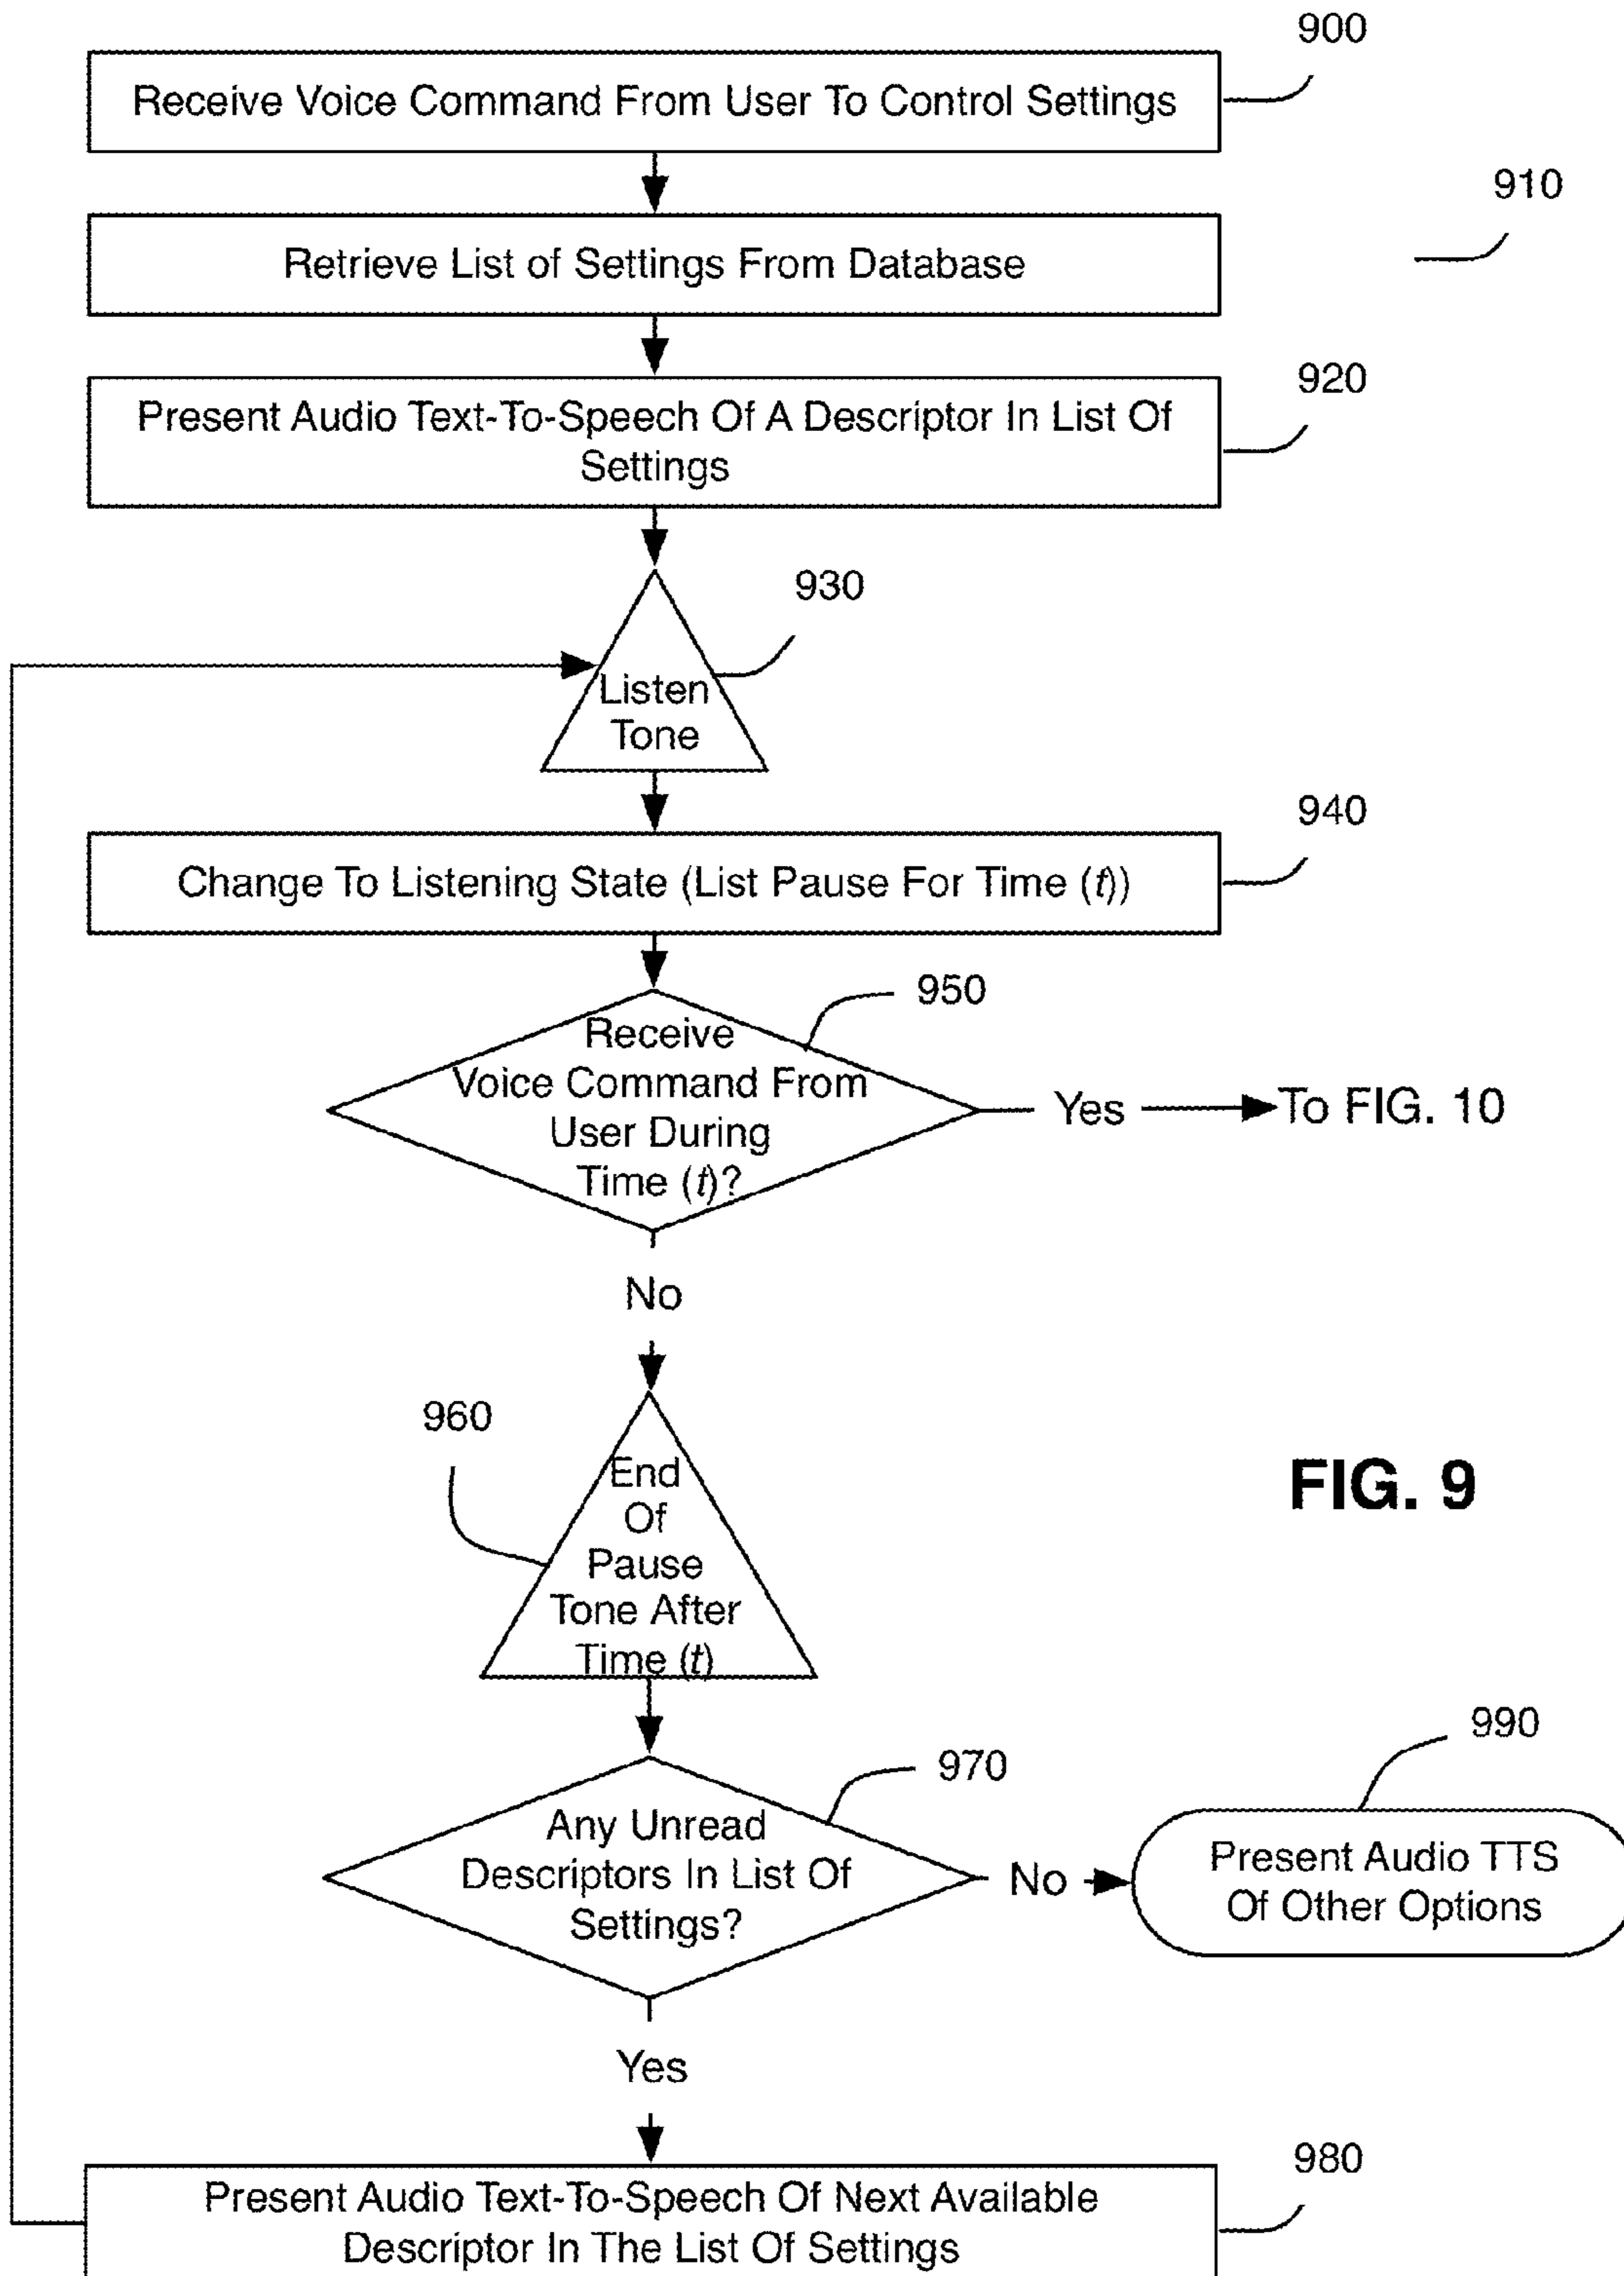 900
Receive Voice Command From User To Control Settings
910
Retrieve List of Settings From Database
920
Present Audio Text-To-Speech Of A Descriptor In List Of
Settings
930
Listen
Tone
940
Change To Listening State (List Pause For Time (t))
950
Receive
Voice Command From
User During
Time (t)?
Yes
To FIG. 10
No
960
End
Of
Pause
Tone After
Time (t)
FIG. 9
970
Any Unread
Descriptors In List Of
Settings?
No
990
Present Audio TTS
Of Other Options
Yes
980
Present Audio Text-To-Speech Of Next Available
Descriptor In The List Of Settings